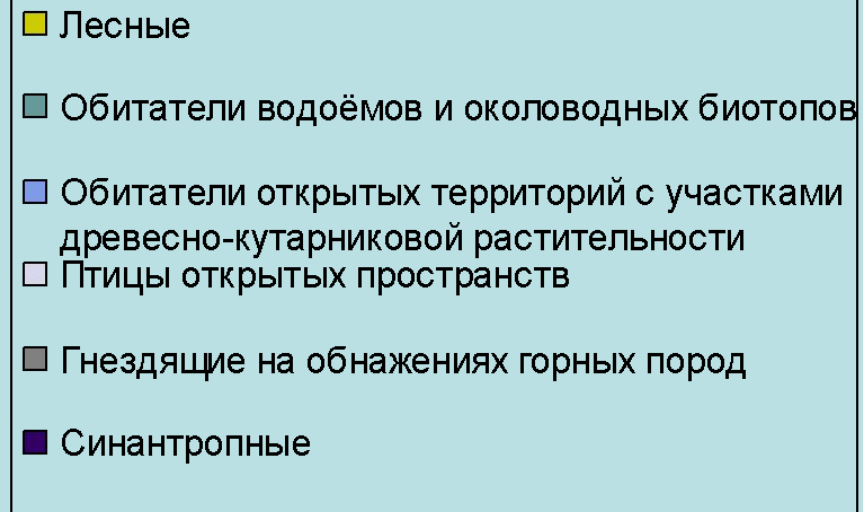 Лесные
Обитатели водоёмов и околоводных биотопов
Обитатели открытых территорий с участками
древесно-кутарниковой растительности
Птицы открытых пространств
Гнездящие на обнажениях горных пород
Синантропные